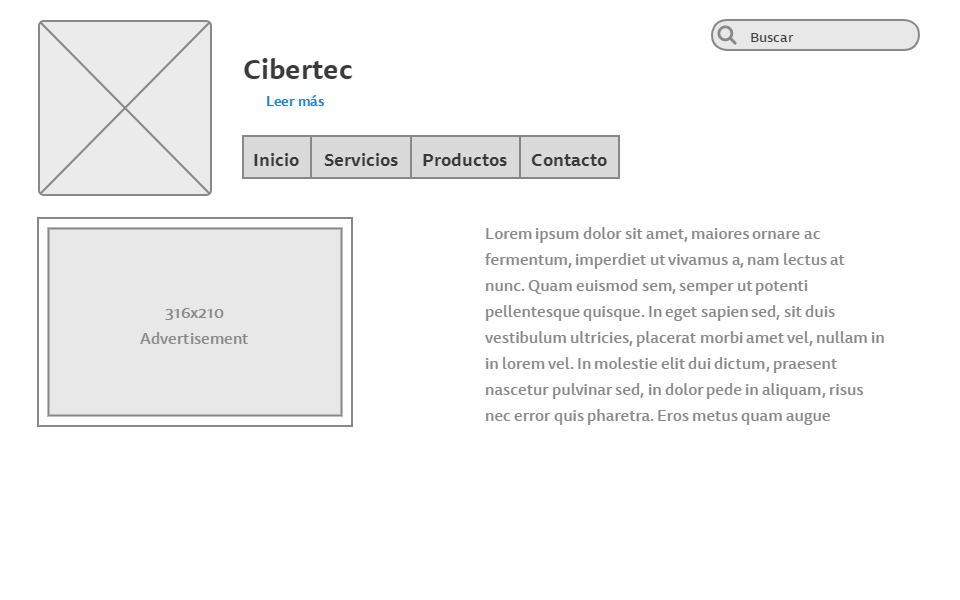 Buscar
Cibertec
Leer más
Inicio Servicios Productos Contacto
316x210
Advertisement
Lorem ipsum dolor sit amet, maiores ornare ac
fermentum, imperdiet ut vivamus a, nam lectus at
nunc. Quam euismod sem, semper ut potenti
pellentesque quisque. In eget sapien sed, sit duis
vestibulum ultricies, placerat morbi amet vel, nullam in
in lorem vel. In molestie elit dui dictum, praesent
nascetur pulvinar sed, in dolor pede in aliquam, risus
nec error quis pharetra. Eros metus quam augue